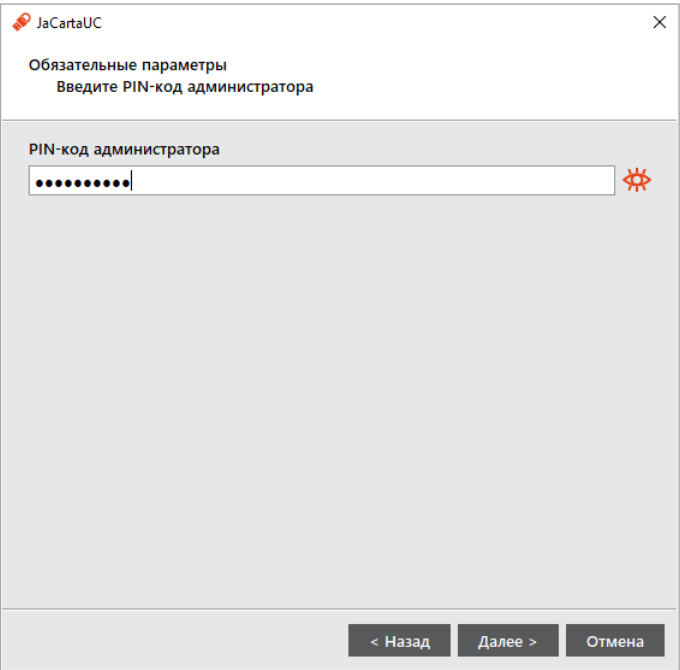 JaCartaUC
Обязательные параметры
Введите PIN-код администратора
PIN-код администратора
••••••••••
< Назад
Далее >
Отмена